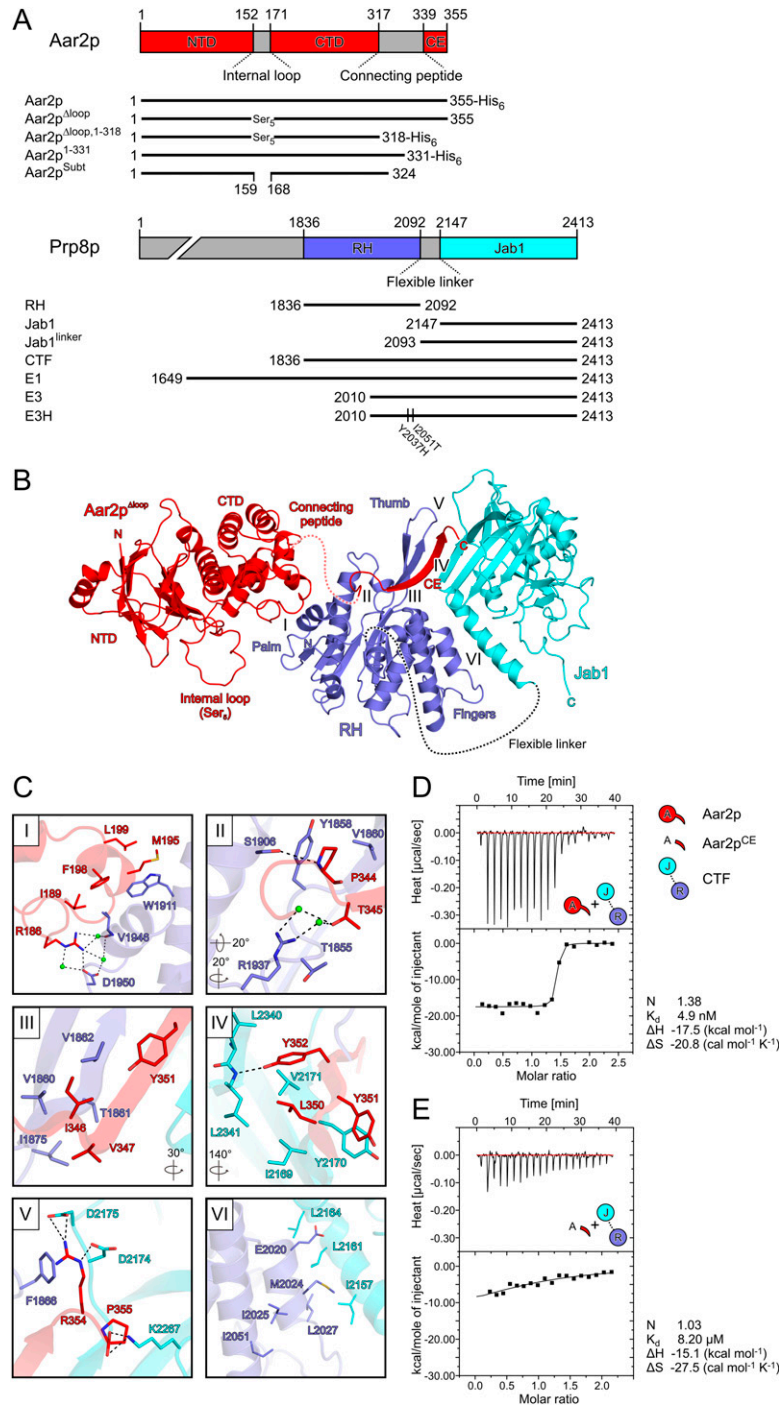 A
1 152 171 317 339 355
Aar2p NTD CTD CE
Internal loop Connecting peptide
Aar2p 1 355-His6
Aar2pΔloop 1 Ser5 355
Aar2pΔloop,1-318 1 Ser5 318-His6
Aar2p1-331 1 331-His6
Aar2pSubt 1 324
159 168
1 1836 2092 2147 2413
Prp8p RH Jab1
Flexible linker
RH 1836 2092
Jab1 2147 2413
Jab1linker 2093 2413
CTF 1836 2413
E1 1649 2413
E3 2010 2413
E3H 2010 2413
Y2037H I2051T
B
Aar2pΔloop CTD Connecting peptide Thumb V
N C
IV
CE
II III
NTD I Palm N VI Jab1
Internal loop
(Ser5)
RH Fingers C
Flexible linker
C
I
L199
M195
F198
W1911
I189
R186
V1946
D1950
II
Y1858
S1906 V1860
P344
T345
20°
20°
T1855
R1937
III
V1862
Y351
V1860
T1861
I346
I1875
V347
30°
IV
L2340
Y352
V2171
Y351
L350
L2341
Y2170
I2169
140°
V
D2175
D2174
F1866
P355
R354
K2267
VI
L2164
E2020
L2161
M2024
I2157
I2025
L2027
I2051
D
Time [min]
0 10 20 30 40
Heat [µcal/sec]
0.00
-0.10
-0.20
-0.30
A + J R
kcal/mole of injectant
0.00
-10.00
-20.00
-30.00
0.0 0.5 1.0 1.5 2.0 2.5
Molar ratio
A Aar2p
A Aar2pCE
J R CTF
N 1.38
Kd 4.9 nM
ΔH -17.5 (kcal mol-1)
ΔS -20.8 (cal mol-1 K-1)
E
Time [min]
0 10 20 30 40
Heat [µcal/sec]
0.00
-0.10
-0.20
-0.30
A + J R
kcal/mole of injectant
0.00
-10.00
-20.00
-30.00
0.0 0.5 1.0 1.5 2.0
Molar ratio
N 1.03
Kd 8.20 µM
ΔH -15.1 (kcal mol-1)
ΔS -27.5 (cal mol-1 K-1)